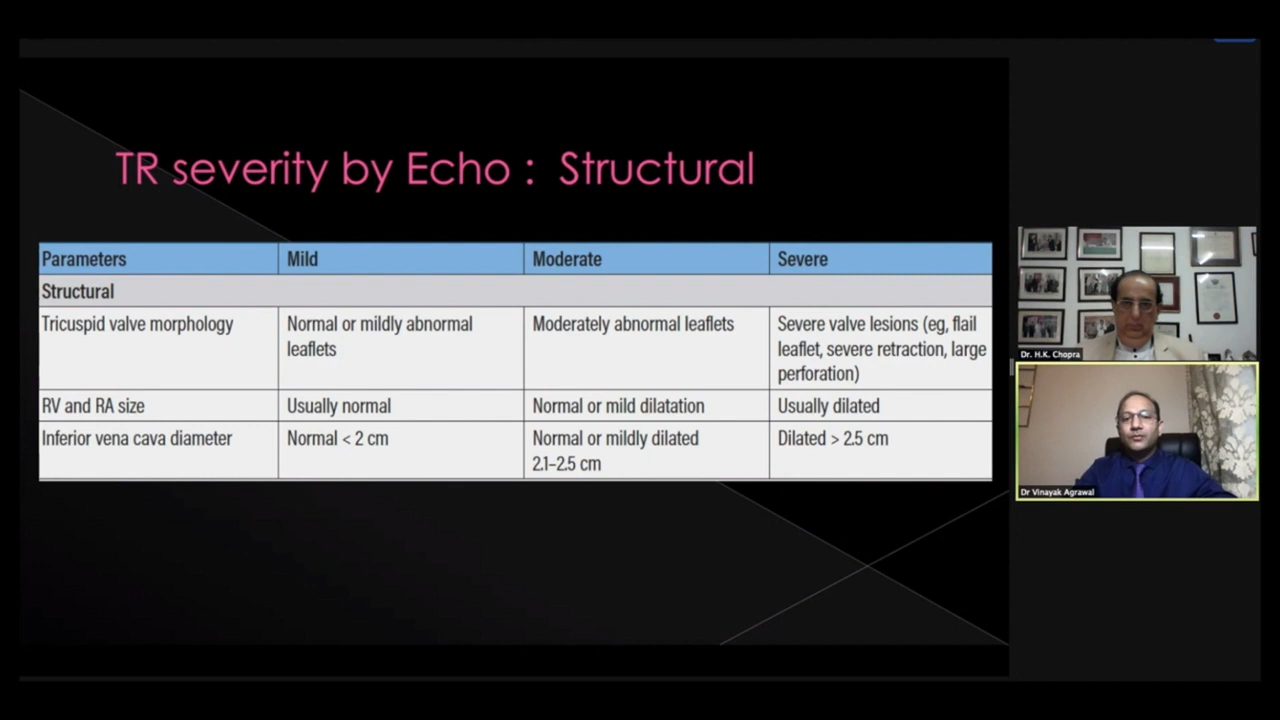 TR severity by Echo : Structural
Parameters Mild Moderate Severe
Structural
Tricuspid valve morphology
Normal or mildly abnormal
leaflets
Moderately abnormal leaflets
Severe valve lesions (eg, flail
leaflet, severe retraction, large
perforation)
RV and RA size
Usually normal
Normal or mild dilatation
Usually dilated
Inferior vena cava diameter
Normal < 2 cm
Normal or mildly dilated
2.1–2.5 cm
Dilated > 2.5 cm
Dr. H.K. Chopra
Dr Vinayak Agrawal